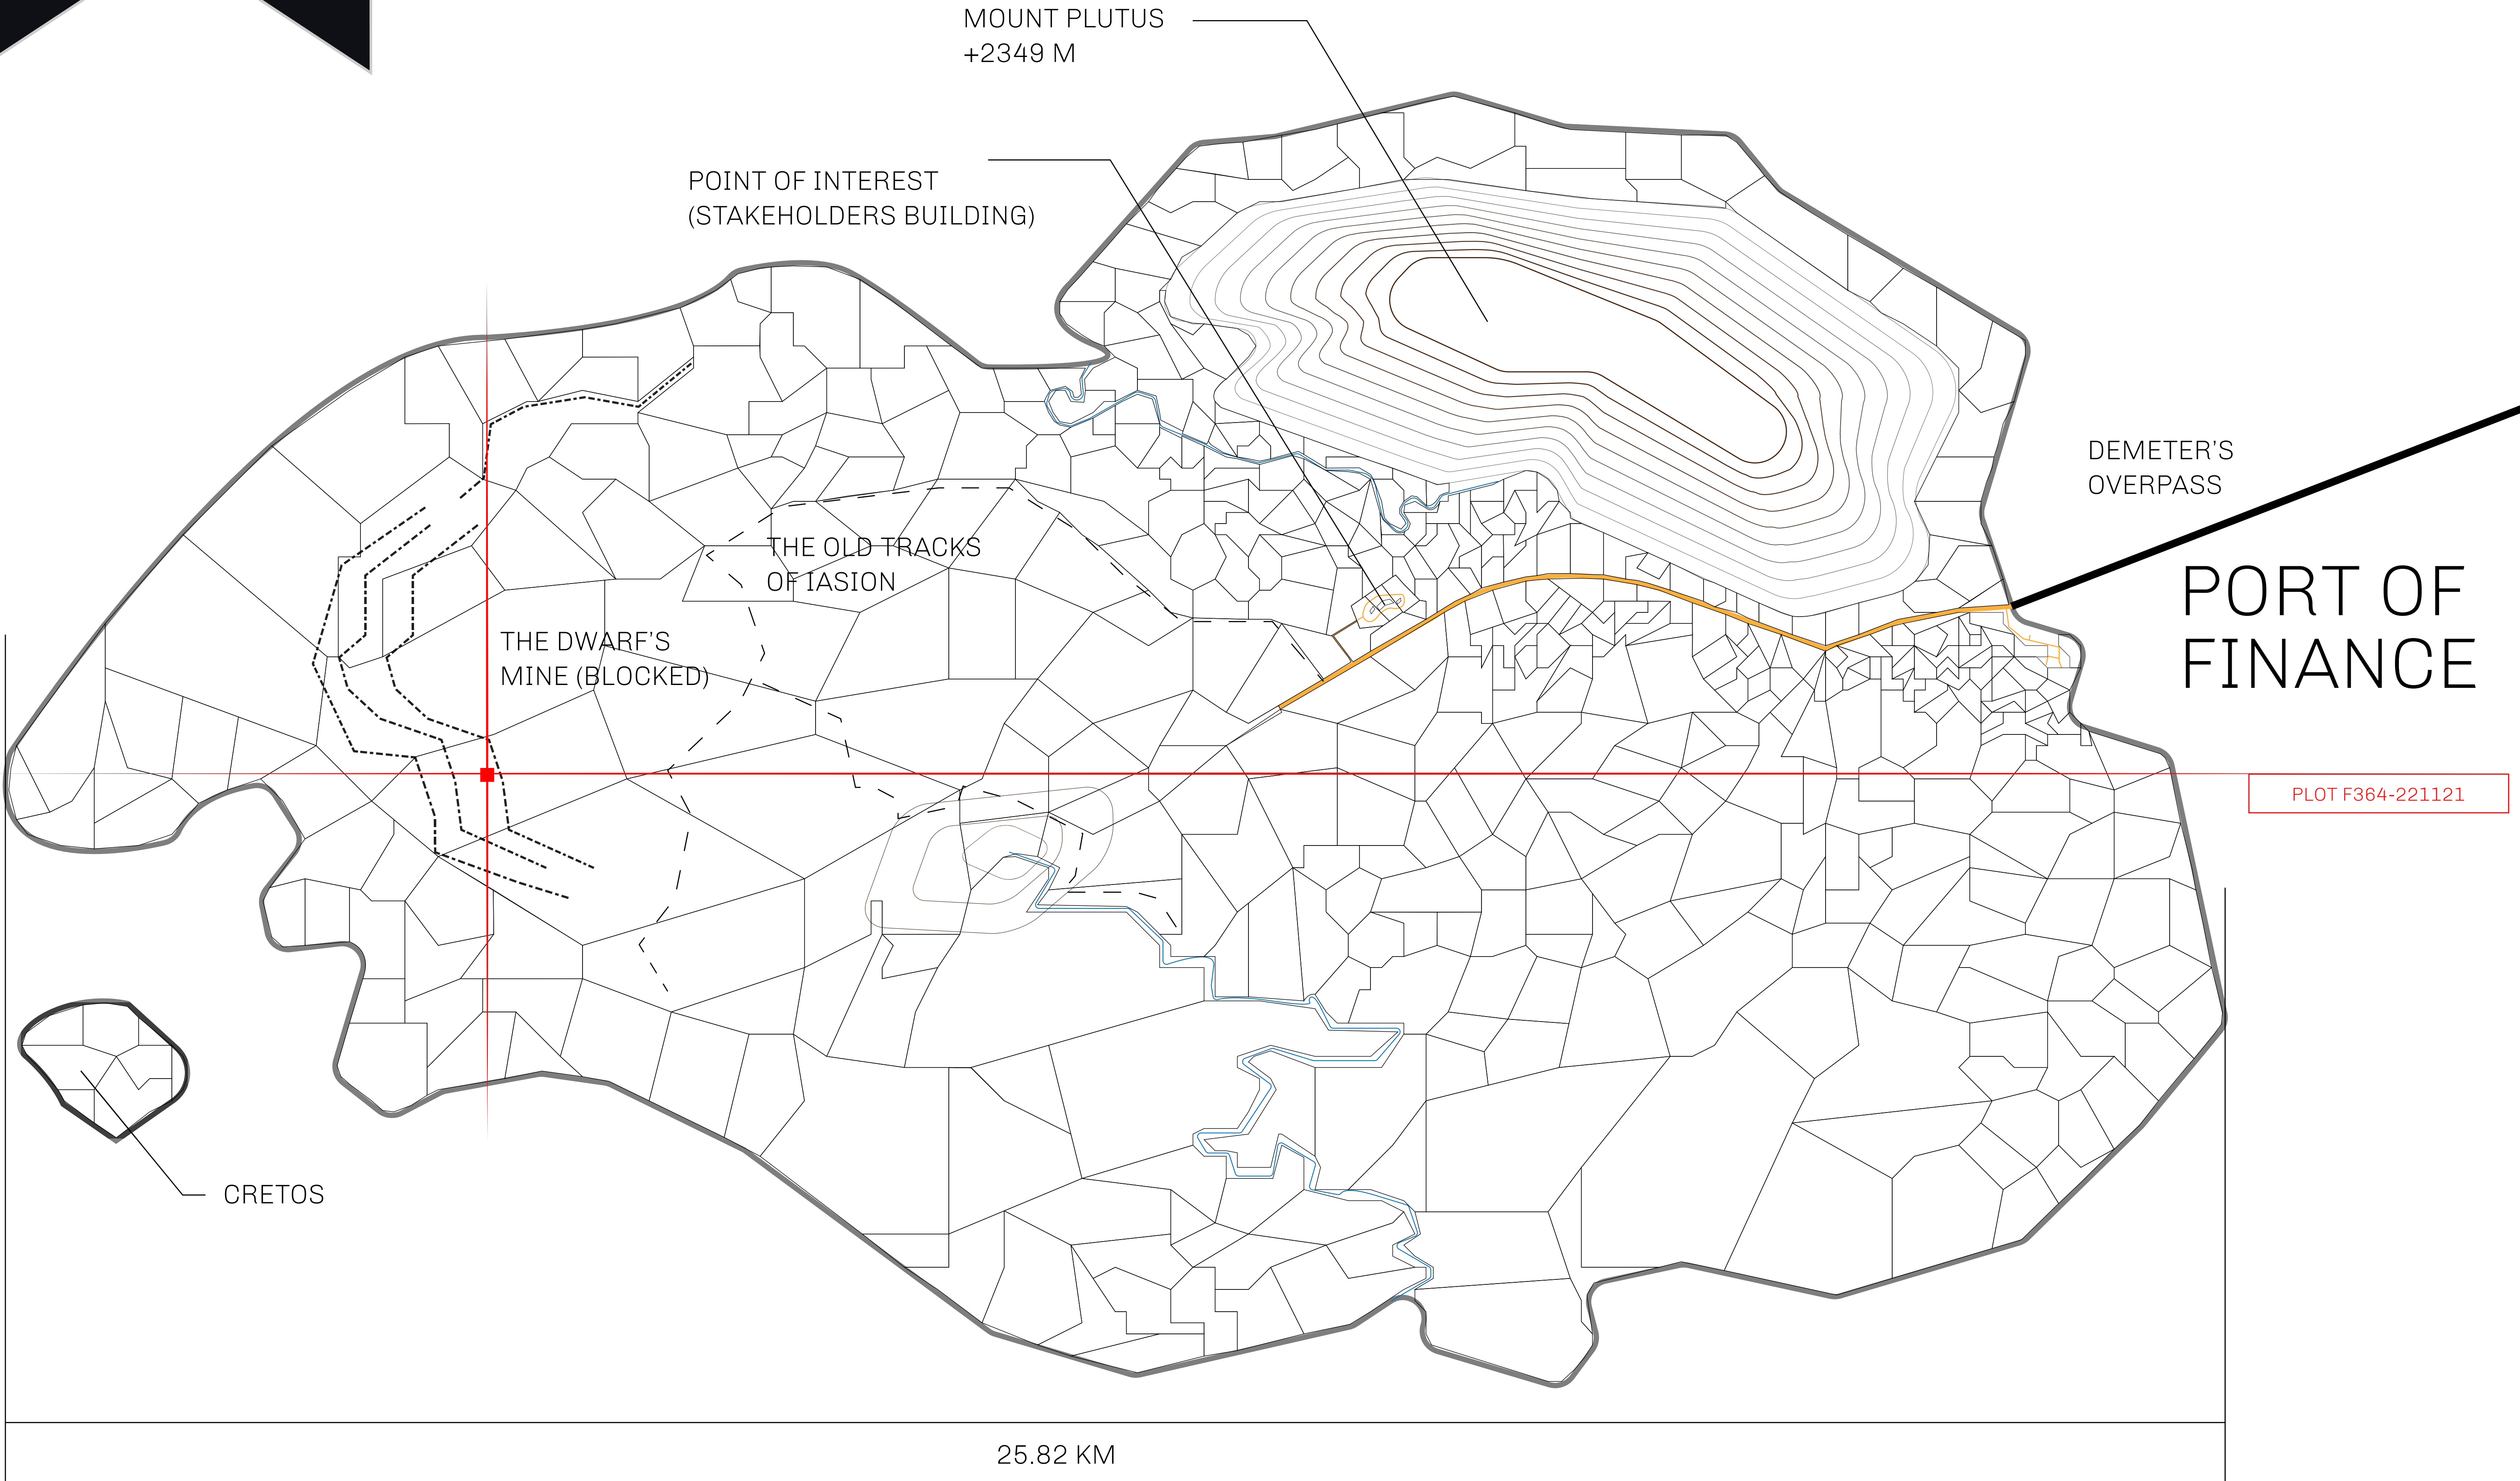 MOUNT PLUTUS
+2349 M
POINT OF INTEREST
(STAKEHOLDERS BUILDING)
DEMETER'S
OVERPASS
THE OLD TRACKS
OF IASION
PORT OF
FINANCE
THE DWARF'S
MINE (BLOCKED)
PLOT F364-221121
CRETOS
25.82 KM